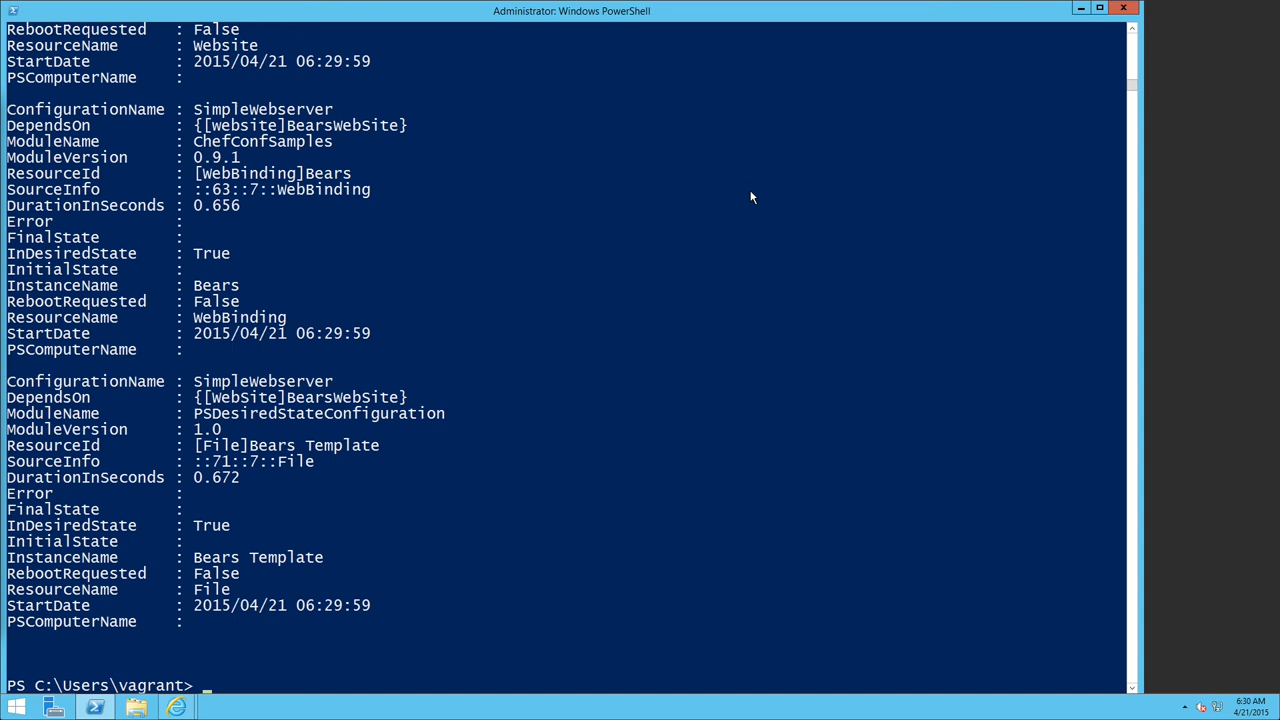 Administrator: Windows PowerShell
RebootRequested : False
ResourceName : Website
StartDate : 2015/04/21 06:29:59
PSComputerName :
ConfigurationName : SimpleWebserver
DependsOn : {[website]BearsWebSite}
ModuleName : ChefConfSamples
ModuleVersion : 0.9.1
ResourceId : [WebBinding]Bears
SourceInfo : ::63::7::WebBinding
DurationInSeconds : 0.656
Error :
FinalState :
InDesiredState : True
InitialState :
InstanceName : Bears
RebootRequested : False
ResourceName : WebBinding
StartDate : 2015/04/21 06:29:59
PSComputerName :
ConfigurationName : SimpleWebserver
DependsOn : {[WebSite]BearsWebSite}
ModuleName : PSDesiredStateConfiguration
ModuleVersion : 1.0
ResourceId : [File]Bears Template
SourceInfo : ::71::7::File
DurationInSeconds : 0.672
Error :
FinalState :
InDesiredState : True
InitialState :
InstanceName : Bears Template
RebootRequested : False
ResourceName : File
StartDate : 2015/04/21 06:29:59
PSComputerName :
PS C:\Users\vagrant> _
6:30 AM
4/21/2015